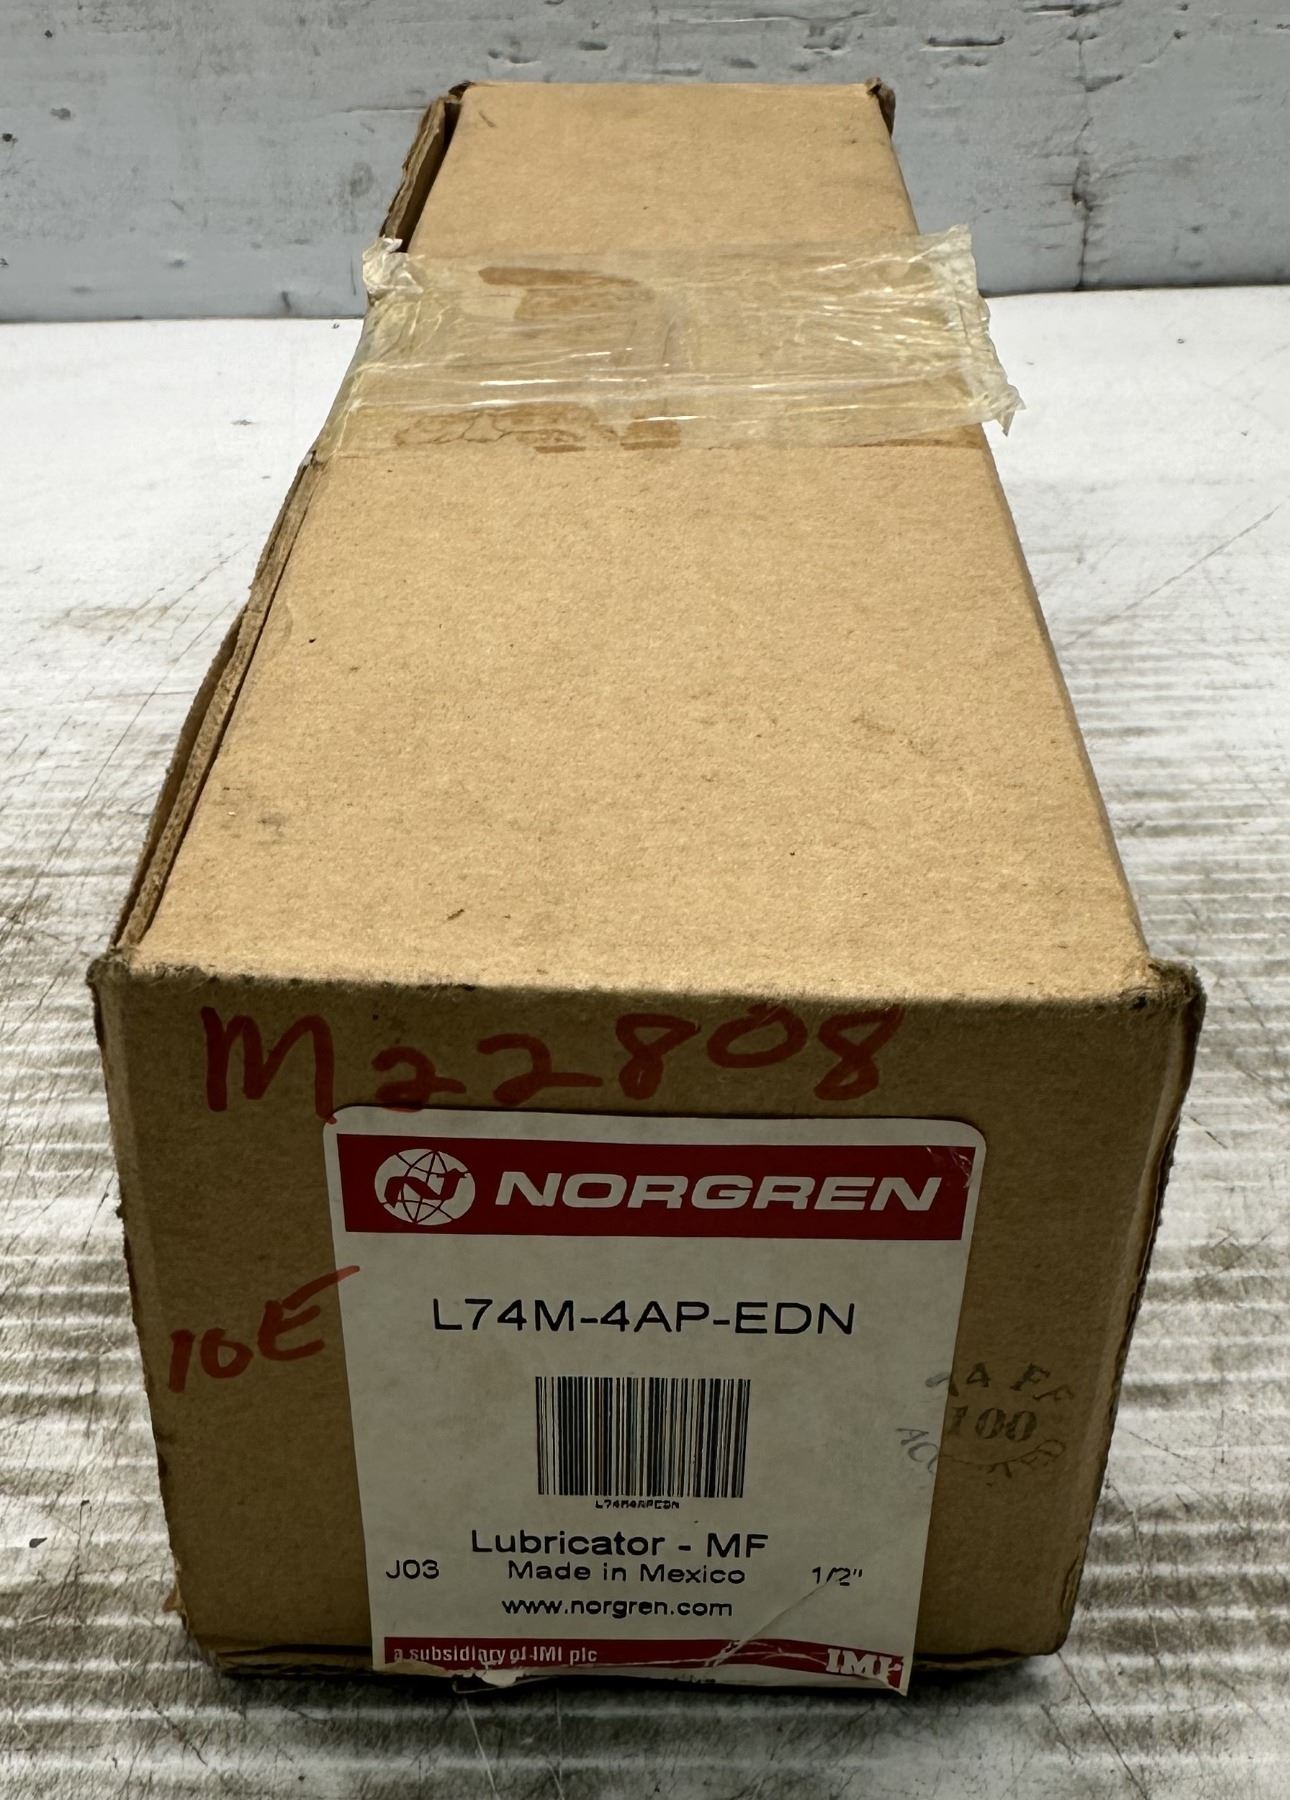 M22808
NORGREN
L74M-4AP-EDN
10E
100
L74M4APEDN
Lubricator - MF
J03 Made in Mexico 1/2"
www.norgren.com
a subsidiary of IMI plc IMI